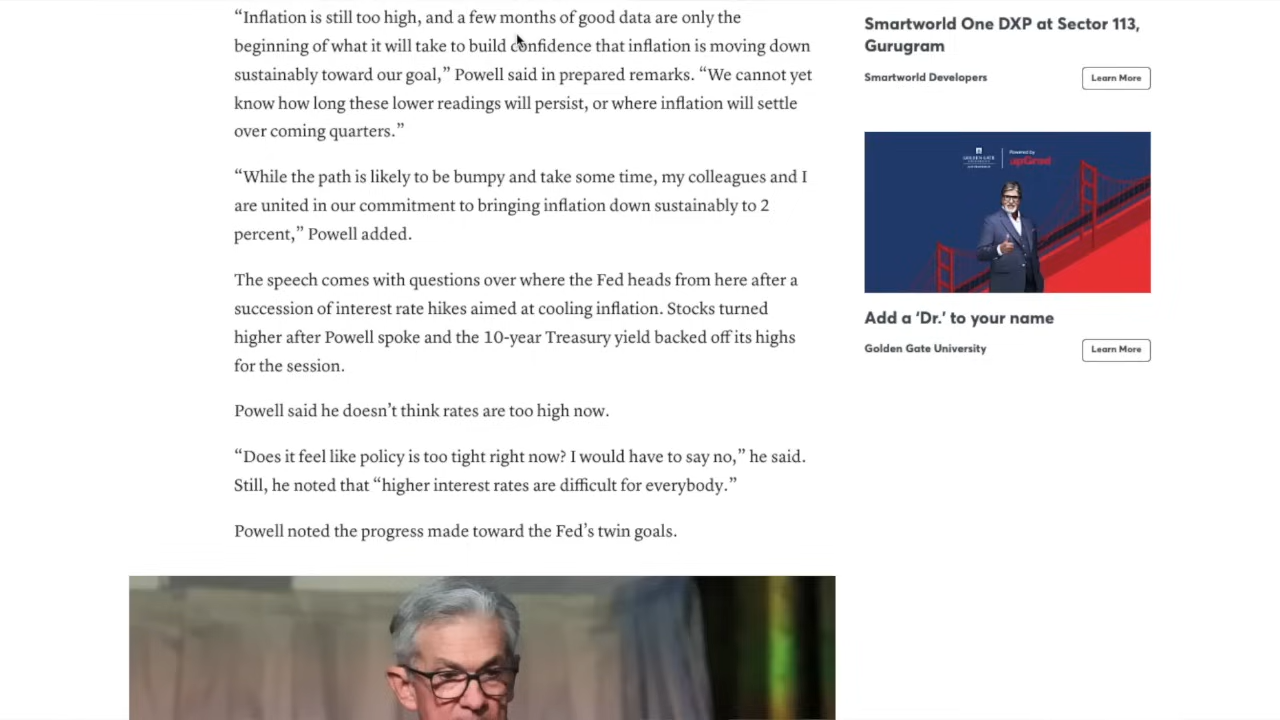 “Inflation is still too high, and a few months of good data are only the
beginning of what it will take to build confidence that inflation is moving down
sustainably toward our goal,” Powell said in prepared remarks. “We cannot yet
know how long these lower readings will persist, or where inflation will settle
over coming quarters.”
“While the path is likely to be bumpy and take some time, my colleagues and I
are united in our commitment to bringing inflation down sustainably to 2
percent,” Powell added.
The speech comes with questions over where the Fed heads from here after a
succession of interest rate hikes aimed at cooling inflation. Stocks turned
higher after Powell spoke and the 10-year Treasury yield backed off its highs
for the session.
Powell said he doesn’t think rates are too high now.
“Does it feel like policy is too tight right now? I would have to say no,” he said.
Still, he noted that “higher interest rates are difficult for everybody.”
Powell noted the progress made toward the Fed’s twin goals.
Smartworld One DXP at Sector 113,
Gurugram
Smartworld Developers
Learn More
GOLDEN GATE
Powered by
upGrad
Add a ‘Dr.’ to your name
Golden Gate University
Learn More